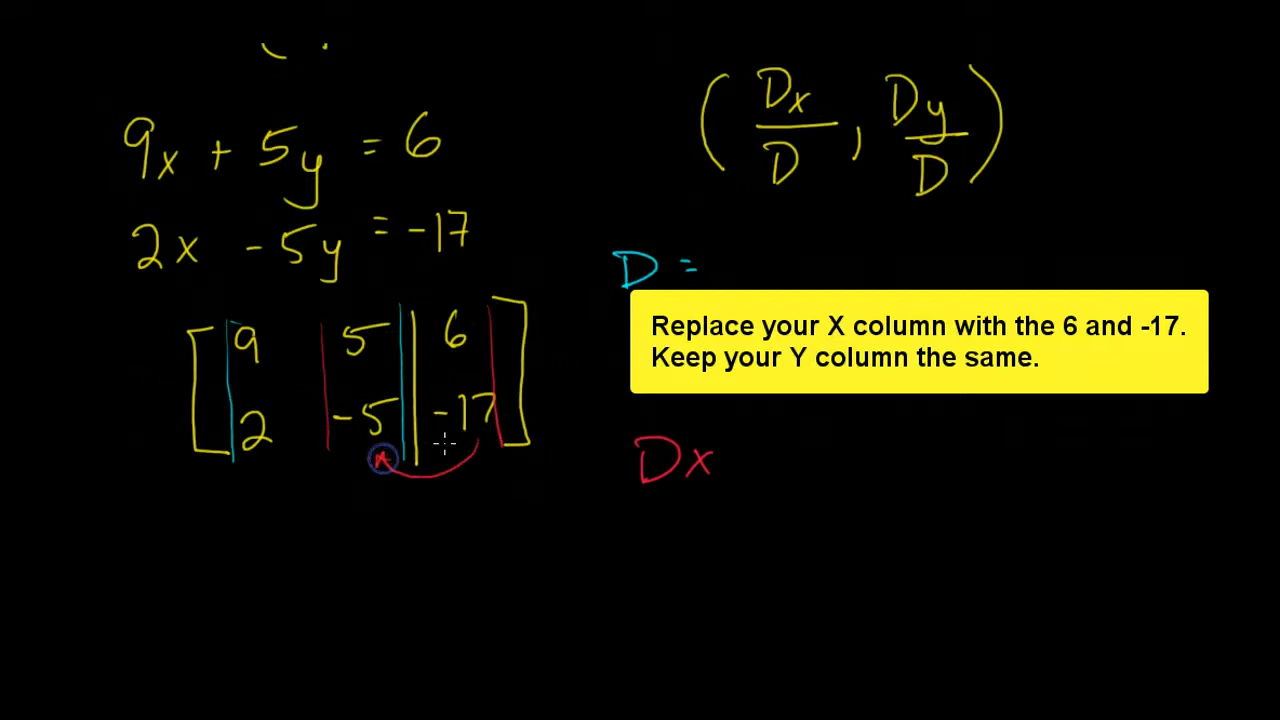 9x + 5y = 6
2x - 5y = -17
[ 9 | 5 | 6 ]
[ 2 | -5 | -17 ]
( Dx/D , Dy/D )
D =
Replace your X column with the 6 and -17.
Keep your Y column the same.
Dx